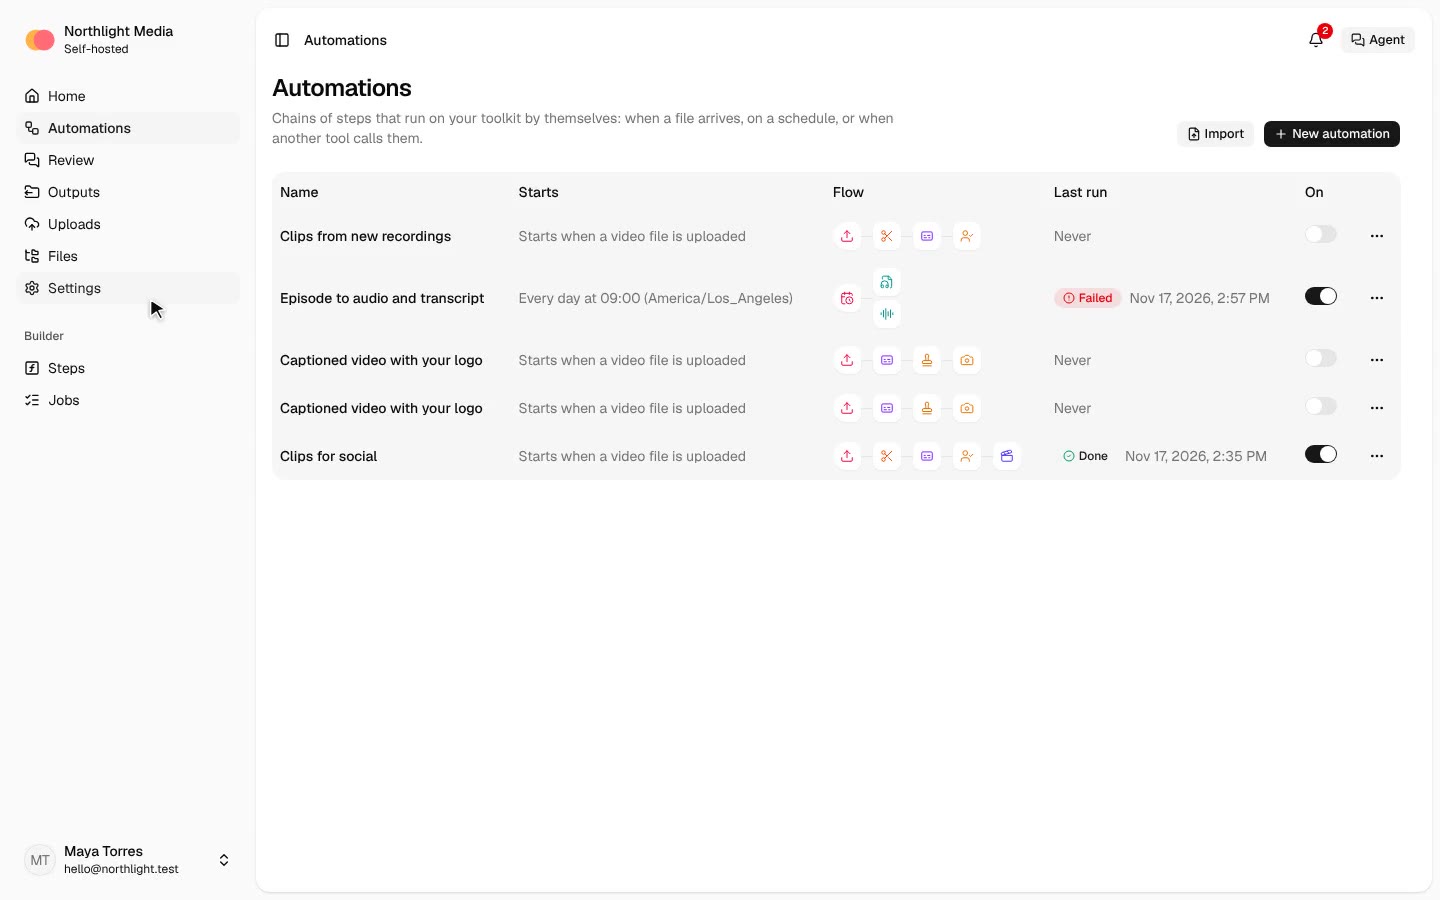 Northlight Media
Self-hosted
Home
Automations
Review
Outputs
Uploads
Files
Settings
Builder
Steps
Jobs
MT
Maya Torres
hello@northlight.test
Automations
2
Agent
Automations
Chains of steps that run on your toolkit by themselves: when a file arrives, on a schedule, or when
another tool calls them.
Import
New automation
Name Starts Flow Last run On
Clips from new recordings Starts when a video file is uploaded Never
Episode to audio and transcript Every day at 09:00 (America/Los_Angeles) Failed Nov 17, 2026, 2:57 PM
Captioned video with your logo Starts when a video file is uploaded Never
Captioned video with your logo Starts when a video file is uploaded Never
Clips for social Starts when a video file is uploaded Done Nov 17, 2026, 2:35 PM